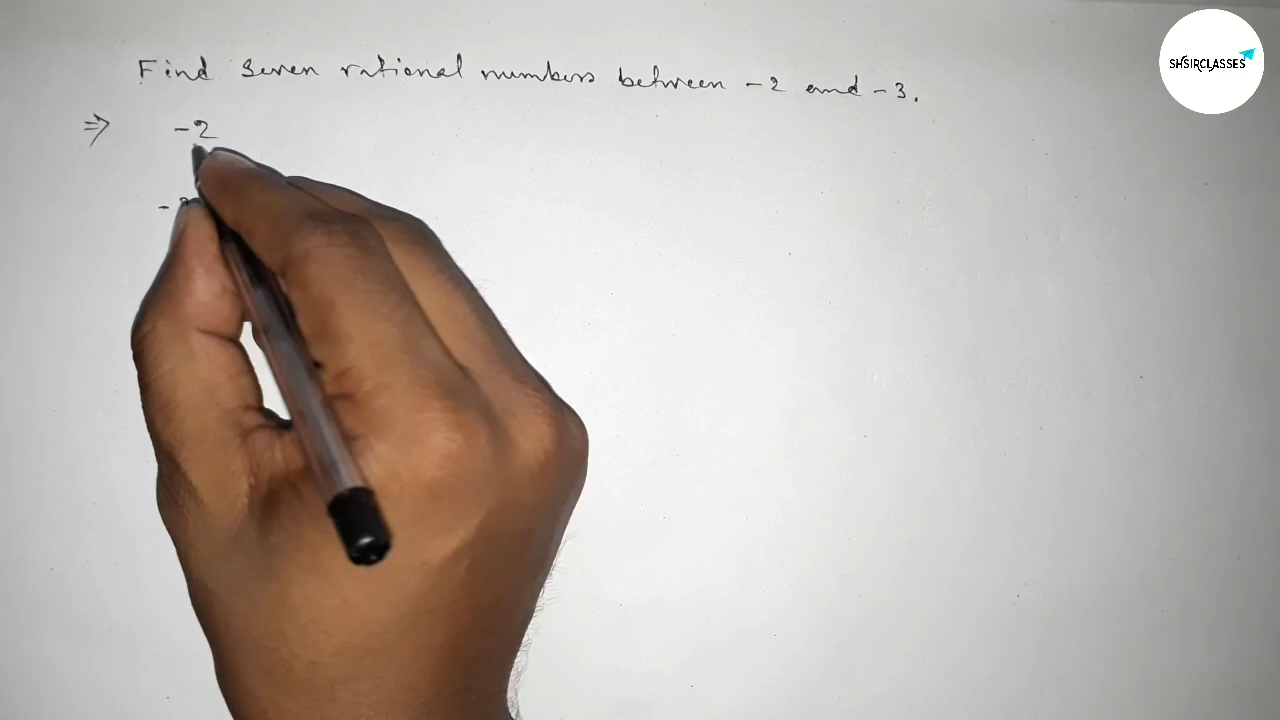 Find seven rational numbers between -2 and -3.
⇒ -2
SHSIRCLASSES